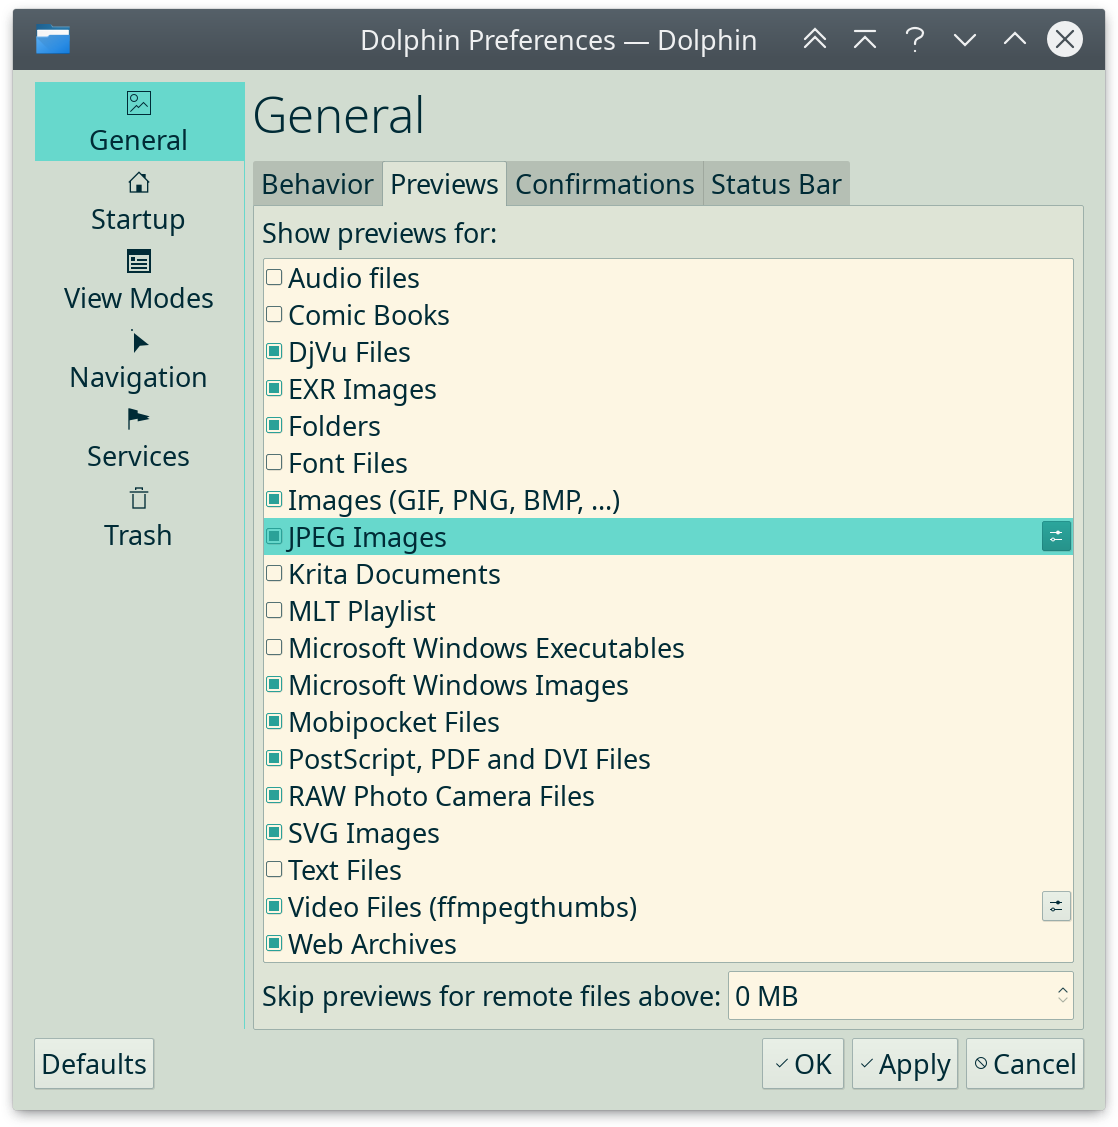 Dolphin Preferences — Dolphin
General
Startup
View Modes
Navigation
Services
Trash
General
Behavior Previews Confirmations Status Bar
Show previews for:
Audio files
Comic Books
DjVu Files
EXR Images
Folders
Font Files
Images (GIF, PNG, BMP, ...)
JPEG Images
Krita Documents
MLT Playlist
Microsoft Windows Executables
Microsoft Windows Images
Mobipocket Files
PostScript, PDF and DVI Files
RAW Photo Camera Files
SVG Images
Text Files
Video Files (ffmpegthumbs)
Web Archives
Skip previews for remote files above: 0 MB
Defaults OK Apply Cancel